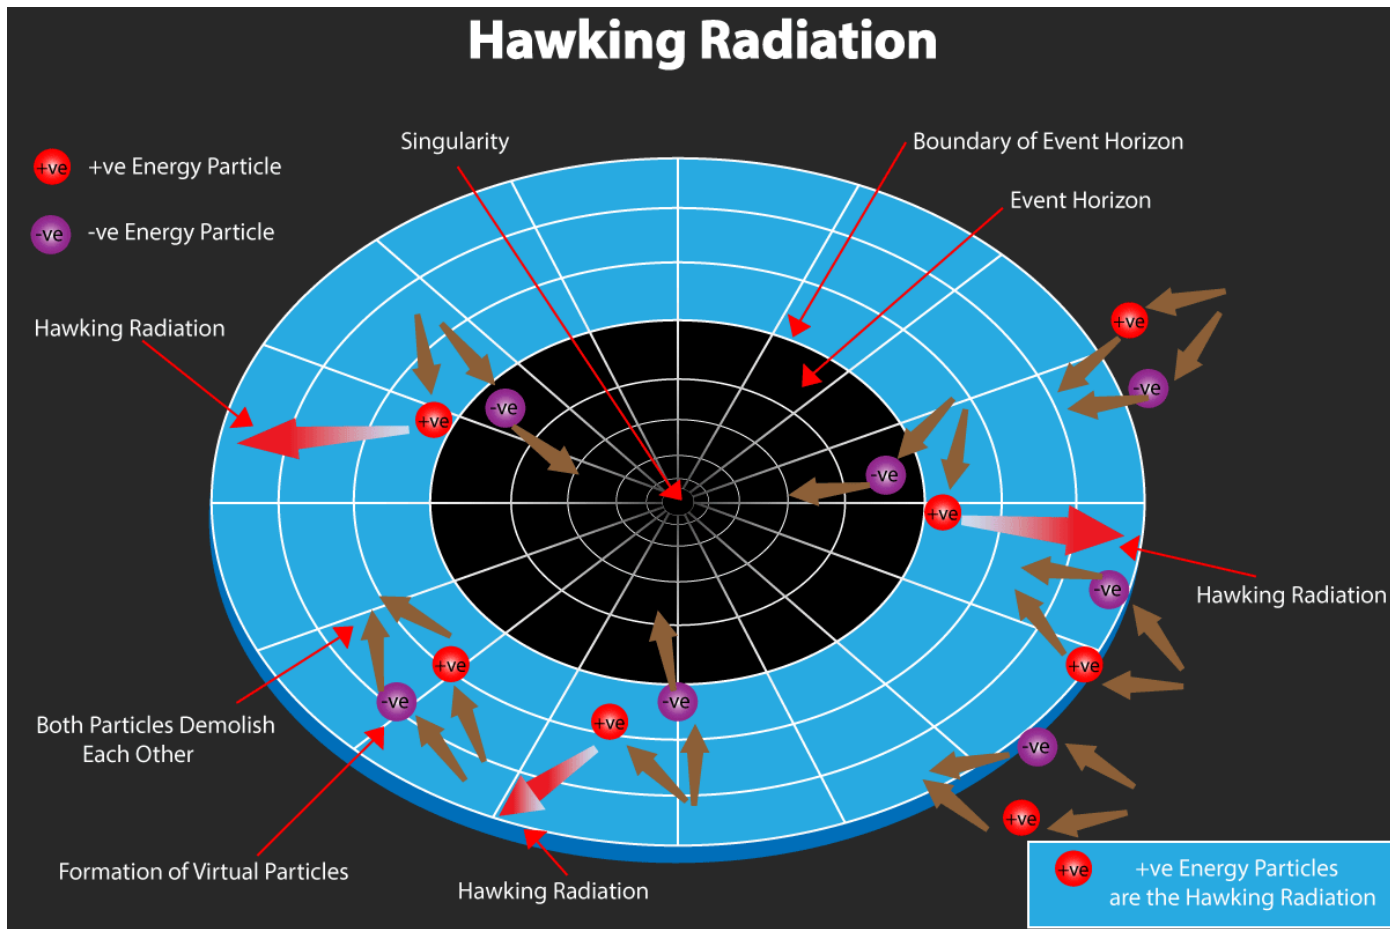 Hawking Radiation
Singularity
Boundary of Event Horizon
+ve
+ve Energy Particle
Event Horizon
-ve
-ve Energy Particle
Hawking Radiation
+ve
-ve
-ve
+ve
-ve
+ve
-ve
Hawking Radiation
+ve
+ve
-ve
-ve
+ve
Both Particles Demolish
Each Other
-ve
+ve
Formation of Virtual Particles
Hawking Radiation
+ve
+ve Energy Particles
are the Hawking Radiation